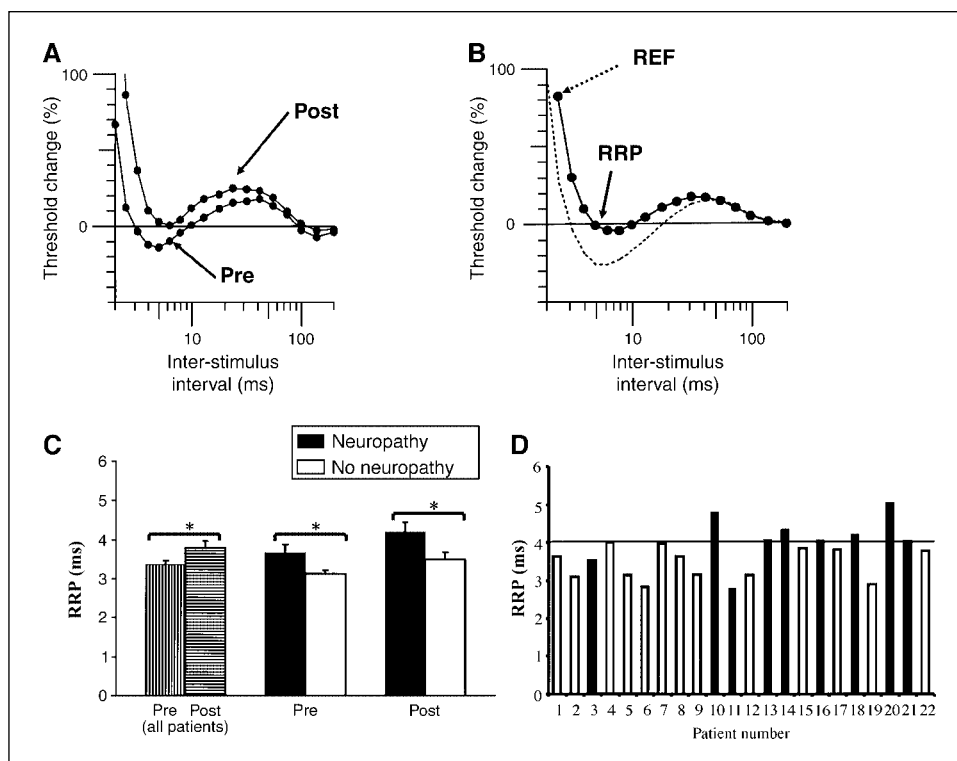 A
100
Threshold change (%)
0
Post
Pre
10
100
Inter-stimulus
interval (ms)
B
100
Threshold change (%)
0
REF
RRP
10
100
Inter-stimulus
interval (ms)
C
Neuropathy
No neuropathy
RRP (ms)
6
5
4
3
2
1
0
*
*
*
Pre Post
(all patients)
Pre
Post
D
RRP (ms)
6
5
4
3
2
1
0
1 2 3 4 5 6 7 8 9 10 11 12 13 14 15 16 17 18 19 20 21 22
Patient number